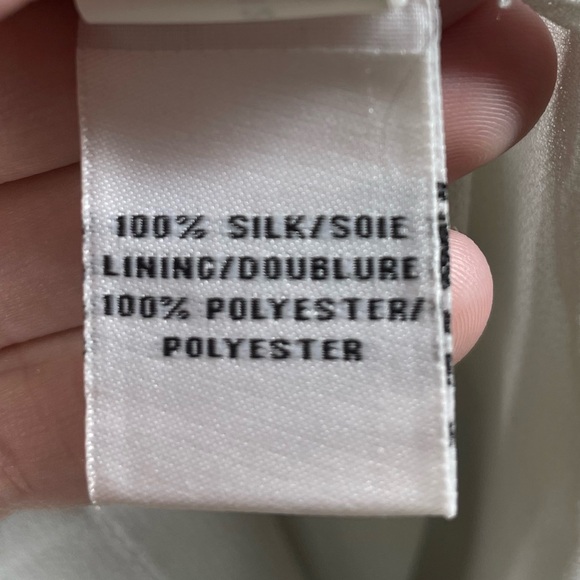 100% SILK/SOIE
LINING/DOUBLURE
100% POLYESTER/
POLYESTER